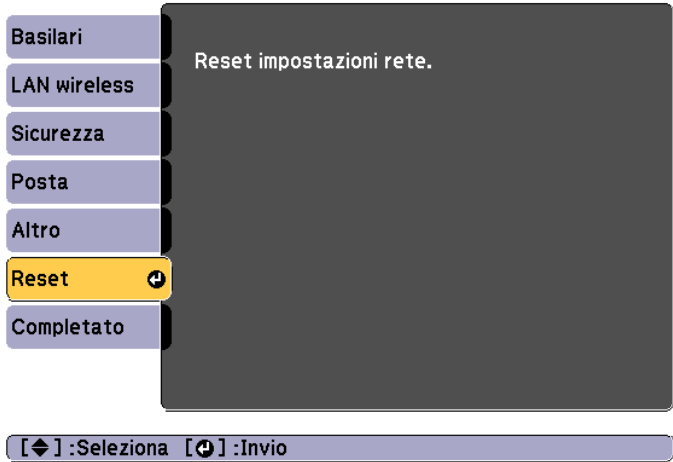 Basilari
Reset impostazioni rete.
LAN wireless
Sicurezza
Posta
Altro
Reset
Completato
[◆] :Seleziona [⏎] :Invio